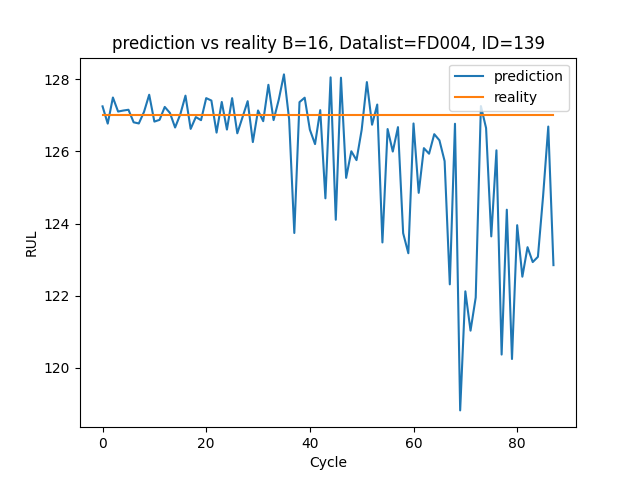 prediction vs reality B=16, Datalist=FD004, ID=139
prediction
reality
128
126
124
122
120
RUL
0 20 40 60 80
Cycle